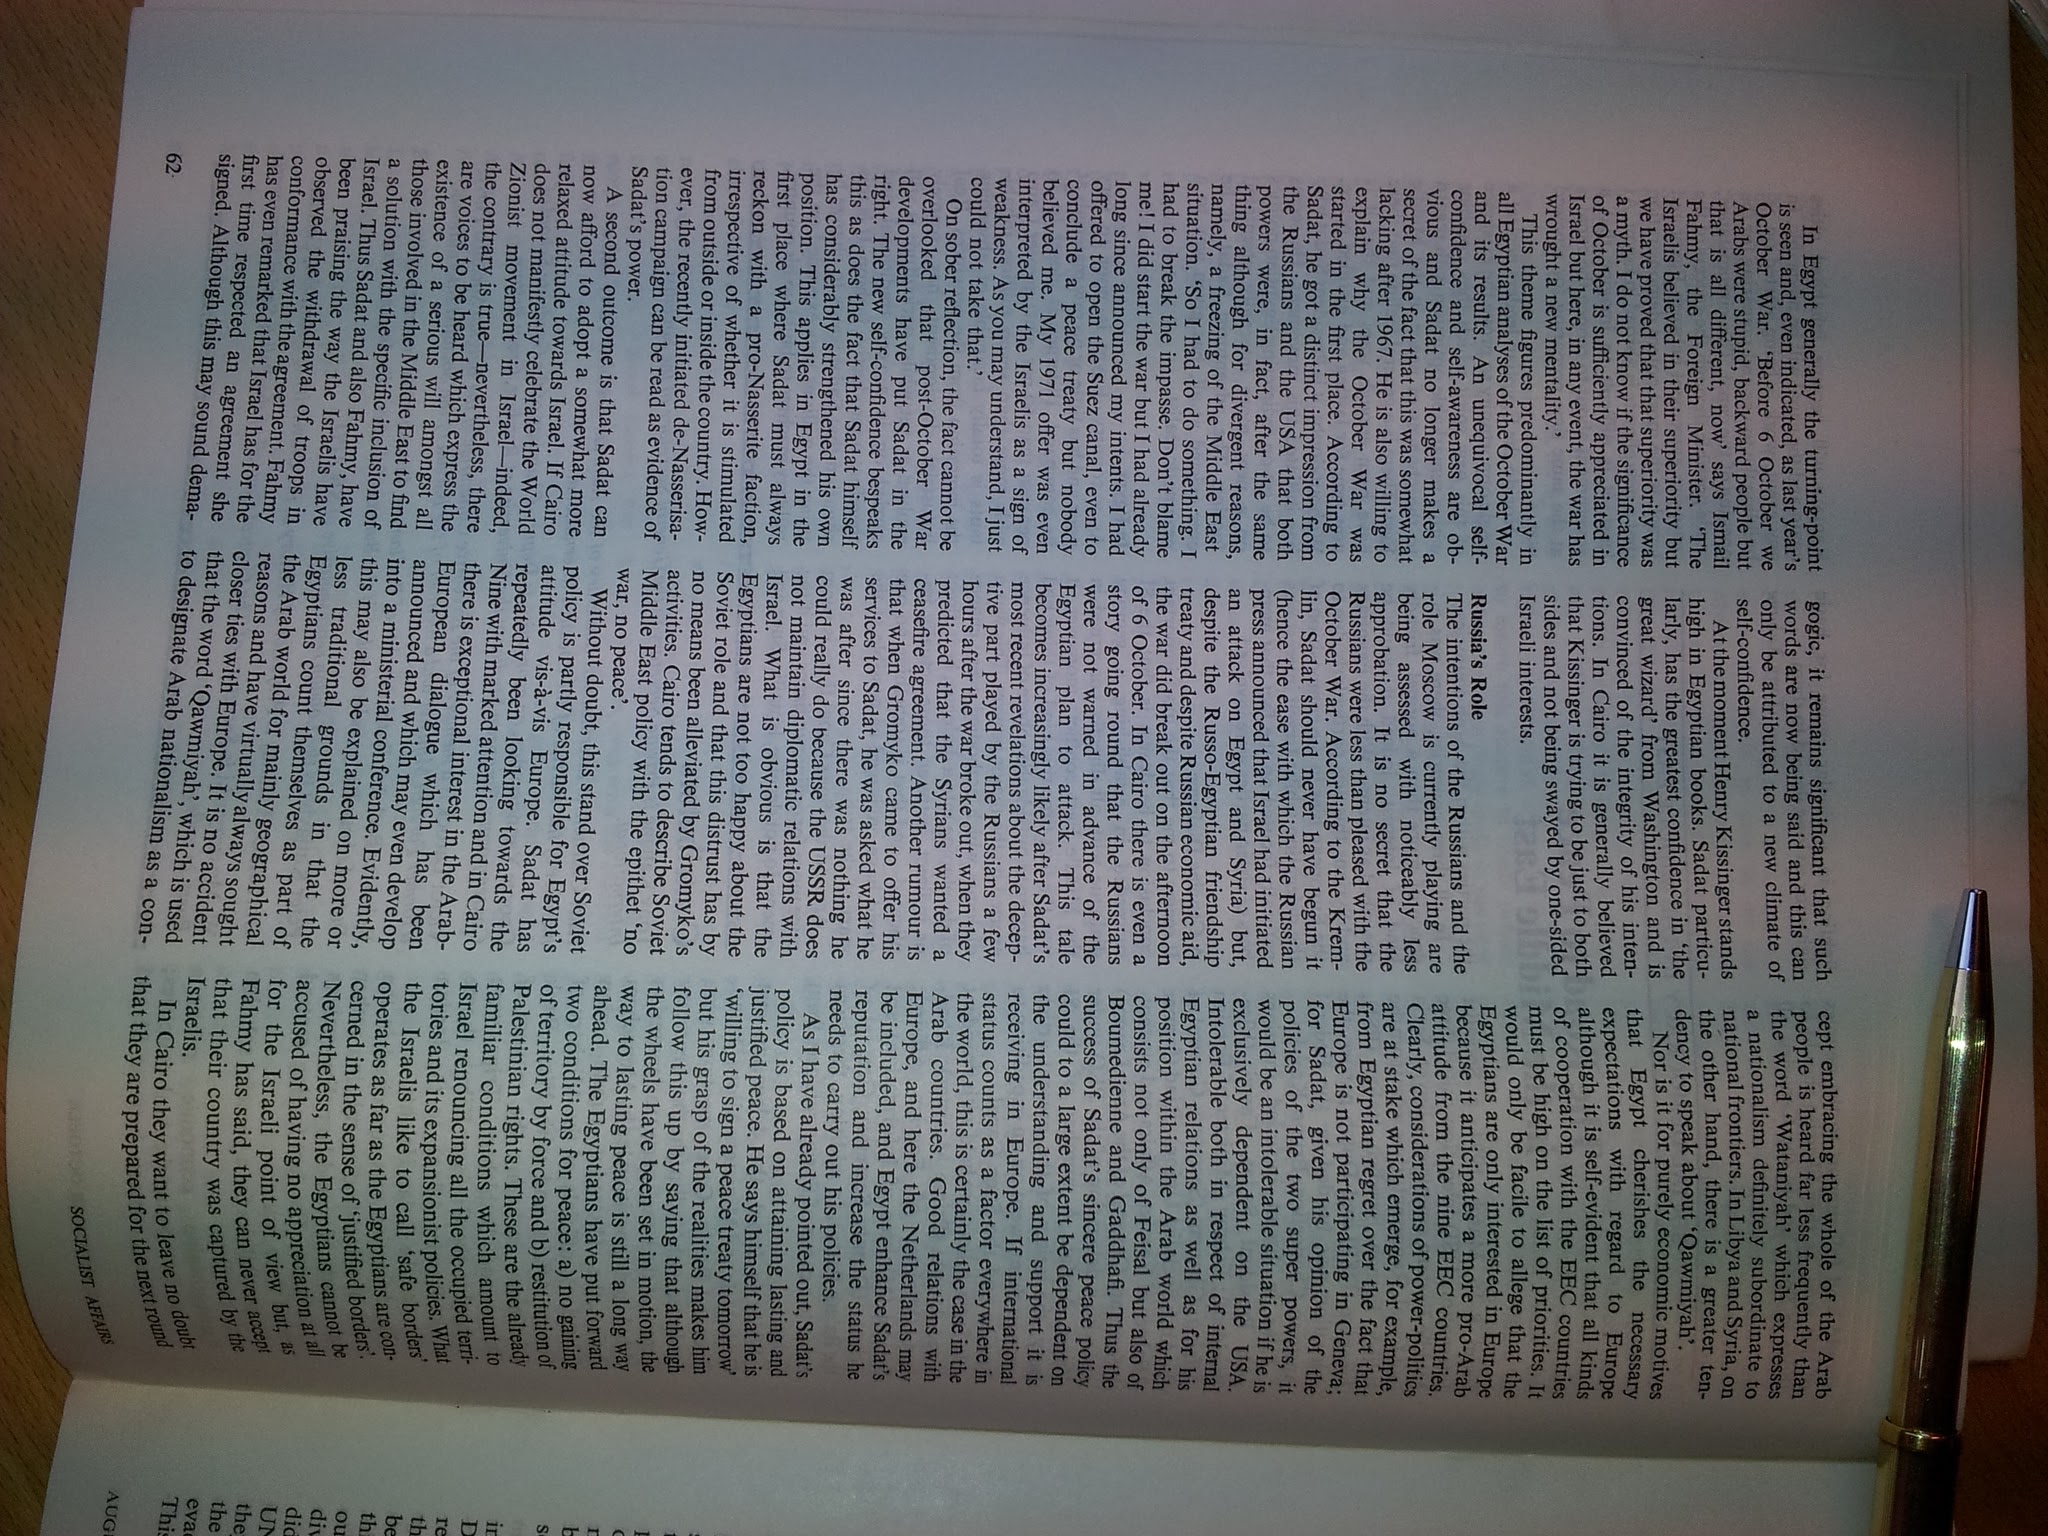 In Egypt generally the turning-point
is seen and, even indicated, as last year's
October War. 'Before 6 October we
Arabs were stupid, backward people but
that is all different, now' says Ismail
Fahmy, the Foreign Minister. 'The
Israelis believed in their superiority but
we have proved that that superiority was
a myth. I do not know if the significance
of October is sufficiently appreciated in
Israel but here, in any event, the war has
wrought a new mentality.'
This theme figures predominantly in
all Egyptian analyses of the October War
and its results. An unequivocal self-
confidence and self-awareness are ob-
vious and Sadat no longer makes a
secret of the fact that this was somewhat
lacking after 1967. He is also willing to
explain why the October War was
started in the first place. According to
Sadat, he got a distinct impression from
the Russians and the USA that both
powers were, in fact, after the same
thing although for divergent reasons,
namely, a freezing of the Middle East
situation. 'So I had to do something. I
had to break the impasse. Don't blame
me! I did start the war but I had already
long since announced my intents. I had
offered to open the Suez canal, even to
conclude a peace treaty but nobody
believed me. My 1971 offer was even
interpreted by the Israelis as a sign of
weakness. As you may understand, I just
could not take that.'
On sober reflection, the fact cannot be
overlooked that post-October War
developments have put Sadat in the
right. The new self-confidence bespeaks
this as does the fact that Sadat himself
has considerably strengthened his own
position. This applies in Egypt in the
first place where Sadat must always
reckon with a pro-Nasserite faction,
irrespective of whether it is stimulated
from outside or inside the country. How-
ever, the recently initiated de-Nasserisa-
tion campaign can be read as evidence of
Sadat's power.
A second outcome is that Sadat can
now afford to adopt a somewhat more
relaxed attitude towards Israel. If Cairo
does not manifestly celebrate the World
Zionist movement in Israel—indeed,
the contrary is true—nevertheless, there
are voices to be heard which express the
existence of a serious will amongst all
those involved in the Middle East to find
a solution with the specific inclusion of
Israel. Thus Sadat and also Fahmy, have
been praising the way the Israelis have
observed the withdrawal of troops in
conformance with the agreement. Fahmy
has even remarked that Israel has for the
first time respected an agreement she
signed. Although this may sound dema-
gogic, it remains significant that such
words are now being said and this can
only be attributed to a new climate of
self-confidence.
At the moment Henry Kissinger stands
high in Egyptian books. Sadat particu-
larly, has the greatest confidence in 'the
great wizard' from Washington and is
convinced of the integrity of his inten-
tions. In Cairo it is generally believed
that Kissinger is trying to be just to both
sides and not being swayed by one-sided
Israeli interests.
Russia's Role
The intentions of the Russians and the
role Moscow is currently playing are
being assessed with noticeably less
approbation. It is no secret that the
Russians were less than pleased with the
October War. According to the Krem-
lin, Sadat should never have begun it
(hence the ease with which the Russian
press announced that Israel had initiated
an attack on Egypt and Syria) but,
despite the Russo-Egyptian friendship
treaty and despite Russian economic aid,
the war did break out on the afternoon
of 6 October. In Cairo there is even a
story going round that the Russians
were not warned in advance of the
Egyptian plan to attack. This tale
becomes increasingly likely after Sadat's
most recent revelations about the decep-
tive part played by the Russians a few
hours after the war broke out, when they
predicted that the Syrians wanted a
ceasefire agreement. Another rumour is
that when Gromyko came to offer his
services to Sadat, he was asked what he
was after since there was nothing he
could really do because the USSR does
not maintain diplomatic relations with
Israel. What is obvious is that the
Egyptians are not too happy about the
Soviet role and that this distrust has by
no means been alleviated by Gromyko's
activities. Cairo tends to describe Soviet
Middle East policy with the epithet 'no
war, no peace'.
Without doubt, this stand over Soviet
policy is partly responsible for Egypt's
attitude vis-à-vis Europe. Sadat has
repeatedly been looking towards the
Nine with marked attention and in Cairo
there is exceptional interest in the Arab-
European dialogue which has been
announced and which may even develop
into a ministerial conference. Evidently,
this may also be explained on more or
less traditional grounds in that the
Egyptians count themselves as part of
the Arab world for mainly geographical
reasons and have virtually always sought
closer ties with Europe. It is no accident
that the word 'Qawmiyah', which is used
to designate Arab nationalism as a con-
cept embracing the whole of the Arab
people is heard far less frequently than
the word 'Wataniyah' which expresses
a nationalism definitely subordinate to
national frontiers. In Libya and Syria, on
the other hand, there is a greater ten-
dency to speak about 'Qawmiyah'.
Nor is it for purely economic motives
that Egypt cherishes the necessary
expectations with regard to Europe
although it is self-evident that all kinds
of cooperation with the EEC countries
must be high on the list of priorities. It
would only be facile to allege that the
Egyptians are only interested in Europe
because it anticipates a more pro-Arab
attitude from the nine EEC countries.
Clearly, considerations of power-politics
are at stake which emerge, for example,
from Egyptian regret over the fact that
Europe is not participating in Geneva;
for Sadat, given his opinion of the
policies of the two super powers, it
would be an intolerable situation if he is
exclusively dependent on the USA.
Intolerable both in respect of internal
Egyptian relations as well as for his
position within the Arab world which
consists not only of Feisal but also of
Boumedienne and Gaddhafi. Thus the
success of Sadat's sincere peace policy
could to a large extent be dependent on
the understanding and support it is
receiving in Europe. If international
status counts as a factor everywhere in
the world, this is certainly the case in the
Arab countries. Good relations with
Europe, and here the Netherlands may
be included, and Egypt enhance Sadat's
reputation and increase the status he
needs to carry out his policies.
As I have already pointed out, Sadat's
policy is based on attaining lasting and
justified peace. He says himself that he is
'willing to sign a peace treaty tomorrow'
but his grasp of the realities makes him
follow this up by saying that although
the wheels have been set in motion, the
way to lasting peace is still a long way
ahead. The Egyptians have put forward
two conditions for peace: a) no gaining
of territory by force and b) restitution of
Palestinian rights. These are the already
familiar conditions which amount to
Israel renouncing all the occupied terri-
tories and its expansionist policies. What
the Israelis like to call 'safe borders'
operates as far as the Egyptians are con-
cerned in the sense of 'justified borders'.
Nevertheless, the Egyptians cannot be
accused of having no appreciation at all
for the Israeli point of view but, as
Fahmy has said, they can never accept
that their country was captured by the
Israelis.
In Cairo they want to leave no doubt
that they are prepared for the next round
62
SOCIALIST AFFAIRS